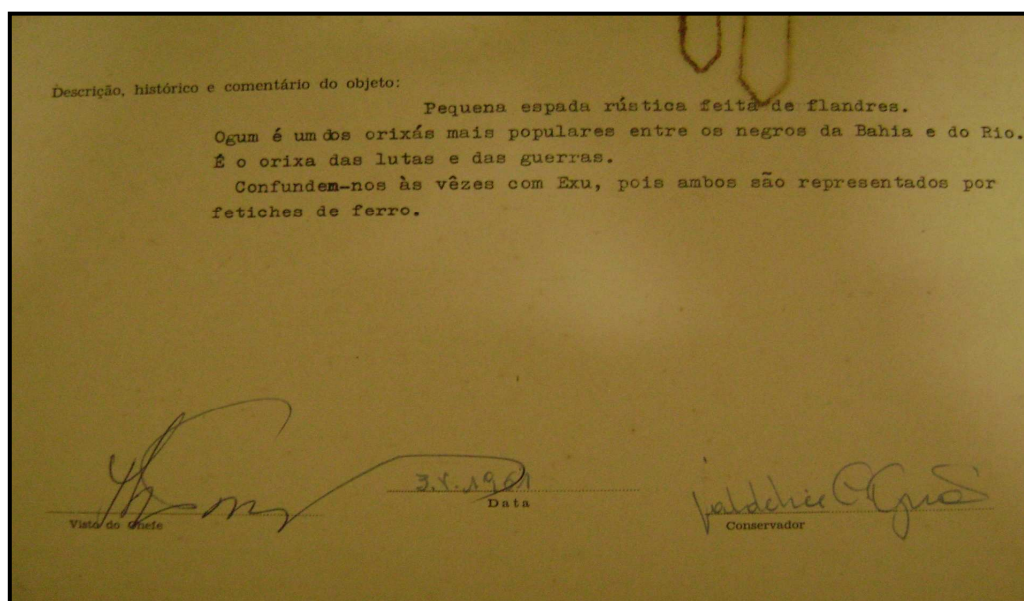 Descrição, histórico e comentário do objeto:
Pequena espada rústica feita de flandres.
Ogum é um dos orixás mais populares entre os negros da Bahia e do Rio.
É o orixa das lutas e das guerras.
Confundem-nos às vêzes com Exu, pois ambos são representados por
fetiches de ferro.
3.V.1961
Visto do Chefe
Data
Conservador